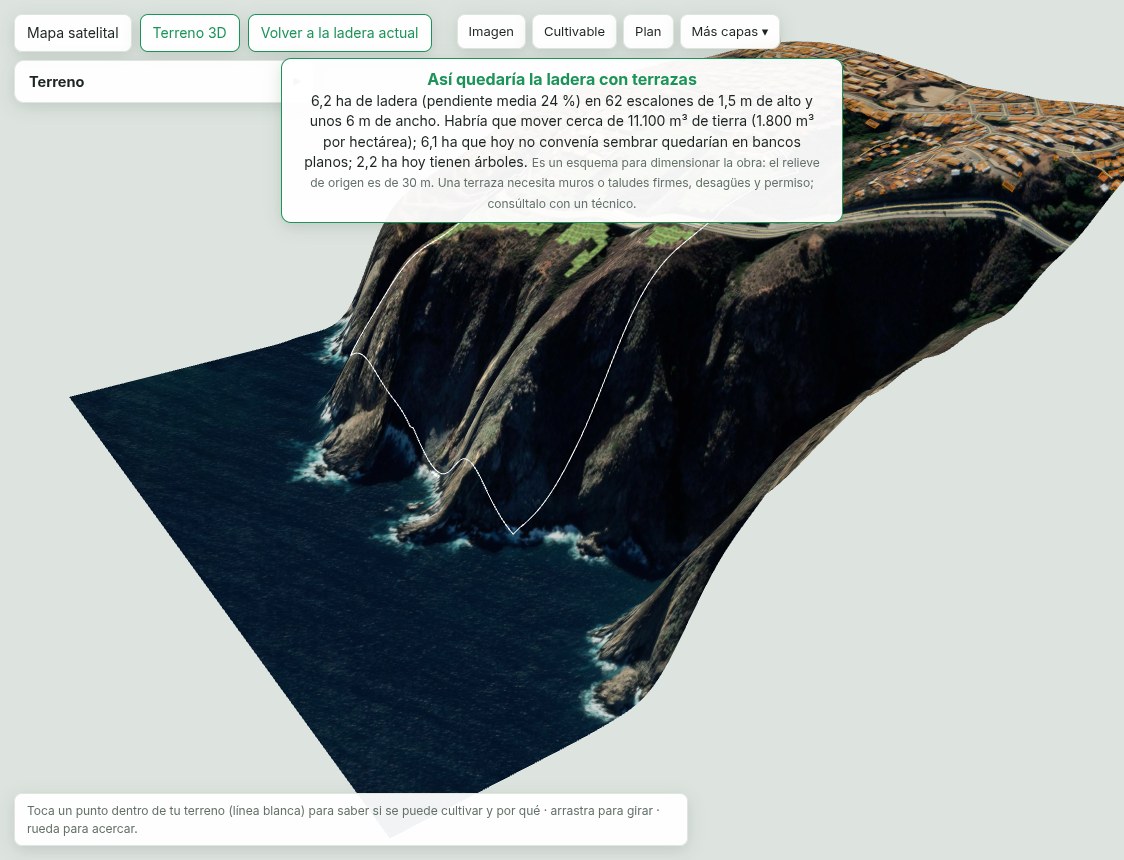 Mapa satelital
Terreno 3D
Volver a la ladera actual
Imagen
Cultivable
Plan
Más capas ▾
Terreno
Así quedaría la ladera con terrazas
6,2 ha de ladera (pendiente media 24 %) en 62 escalones de 1,5 m de alto y
unos 6 m de ancho. Habría que mover cerca de 11.100 m³ de tierra (1.800 m³
por hectárea); 6,1 ha que hoy no convenía sembrar quedarían en bancos
planos; 2,2 ha hoy tienen árboles. Es un esquema para dimensionar la obra: el relieve
de origen es de 30 m. Una terraza necesita muros o taludes firmes, desagües y permiso;
consúltalo con un técnico.
Toca un punto dentro de tu terreno (línea blanca) para saber si se puede cultivar y por qué · arrastra para girar ·
rueda para acercar.